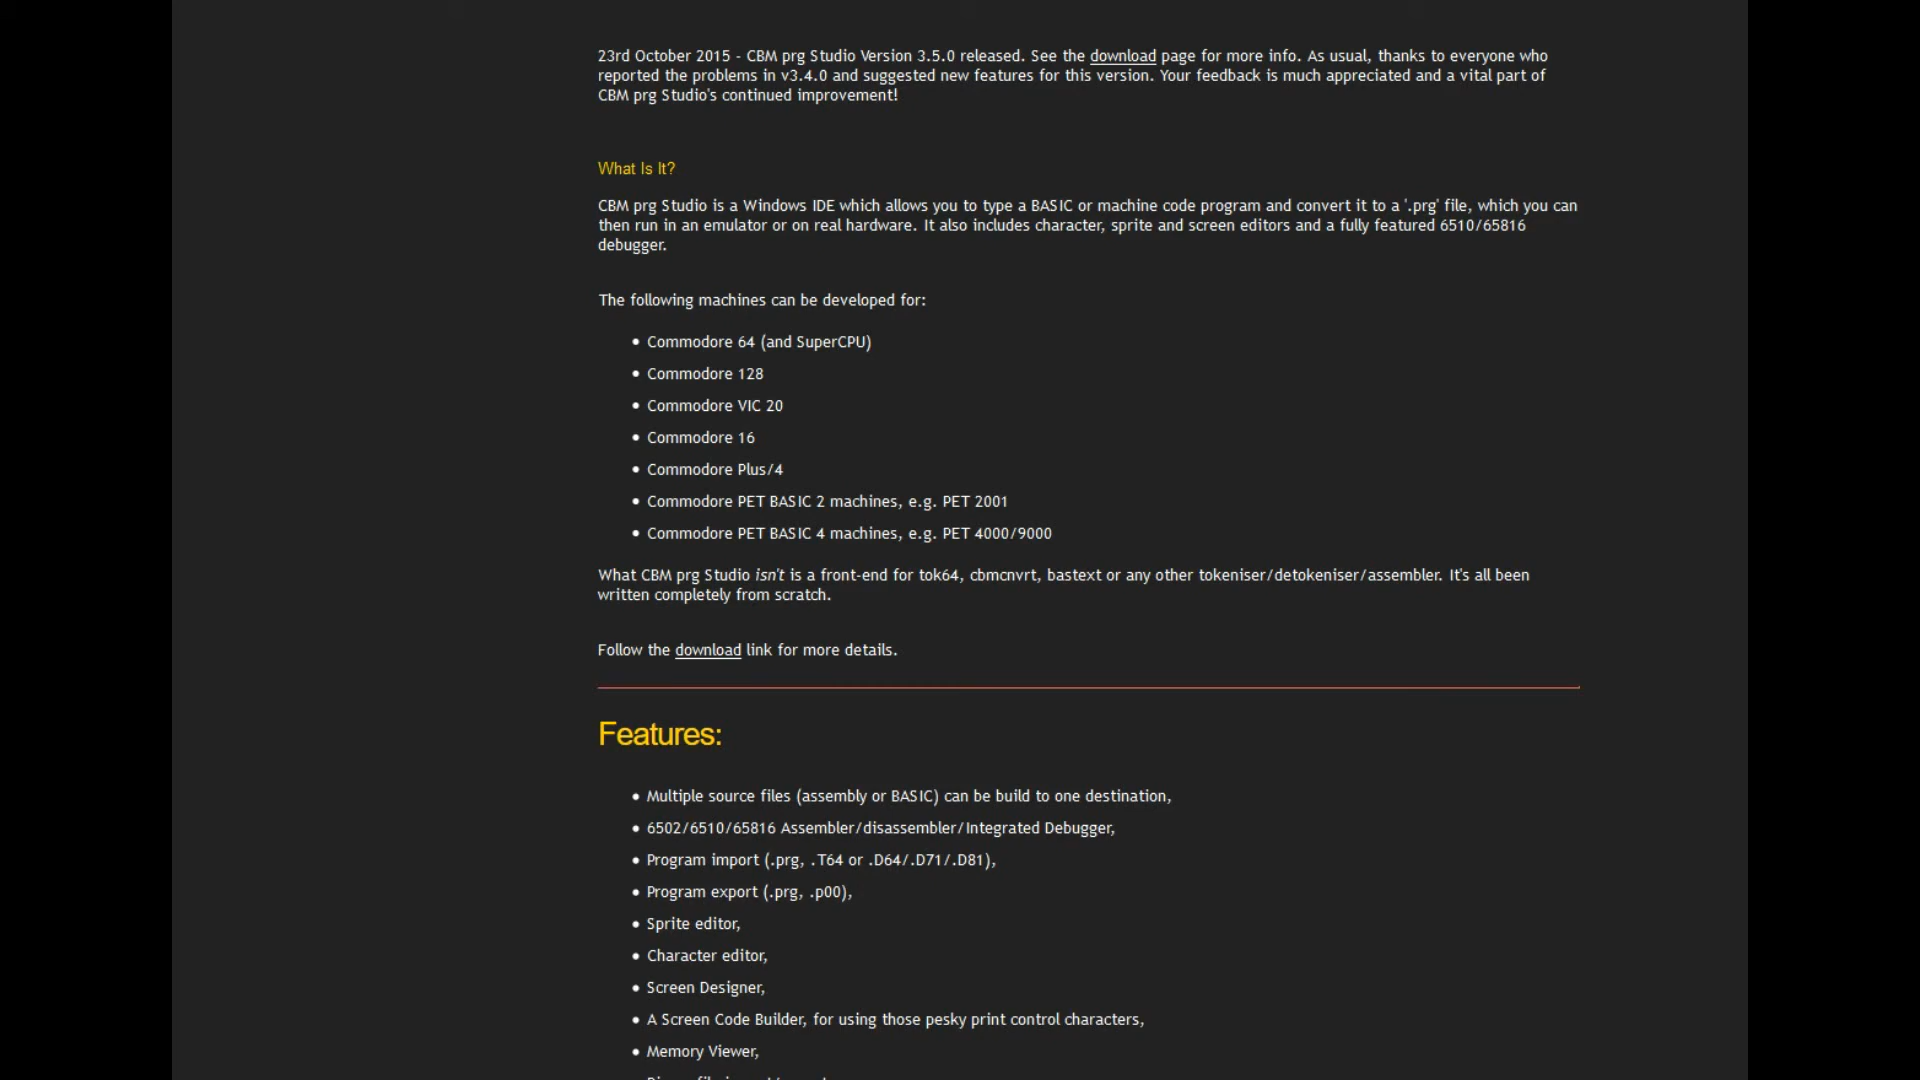 23rd October 2015 - CBM prg Studio Version 3.5.0 released. See the download page for more info. As usual, thanks to everyone who
reported the problems in v3.4.0 and suggested new features for this version. Your feedback is much appreciated and a vital part of
CBM prg Studio's continued improvement!
What Is It?
CBM prg Studio is a Windows IDE which allows you to type a BASIC or machine code program and convert it to a '.prg' file, which you can
then run in an emulator or on real hardware. It also includes character, sprite and screen editors and a fully featured 6510/65816
debugger.
The following machines can be developed for:
• Commodore 64 (and SuperCPU)
• Commodore 128
• Commodore VIC 20
• Commodore 16
• Commodore Plus/4
• Commodore PET BASIC 2 machines, e.g. PET 2001
• Commodore PET BASIC 4 machines, e.g. PET 4000/9000
What CBM prg Studio isn't is a front-end for tok64, cbmcnvrt, bastext or any other tokeniser/detokeniser/assembler. It's all been
written completely from scratch.
Follow the download link for more details.
Features:
• Multiple source files (assembly or BASIC) can be build to one destination,
• 6502/6510/65816 Assembler/disassembler/Integrated Debugger,
• Program import (.prg, .T64 or .D64/.D71/.D81),
• Program export (.prg, .p00),
• Sprite editor,
• Character editor,
• Screen Designer,
• A Screen Code Builder, for using those pesky print control characters,
• Memory Viewer,